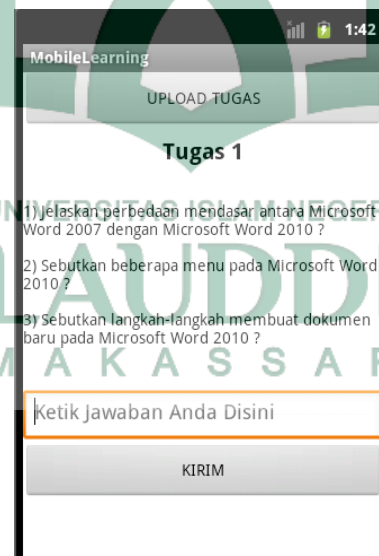 1:42
MobileLearning
UPLOAD TUGAS
Tugas 1
UNIVERSITAS ISLAM NEGERI
1) Jelaskan perbedaan mendasar antara Microsoft
Word 2007 dengan Microsoft Word 2010 ?
2) Sebutkan beberapa menu pada Microsoft Word
2010 ?
ALAUDD
3) Sebutkan langkah-langkah membuat dokumen
baru pada Microsoft Word 2010 ?
M A K A S S A R
Ketik Jawaban Anda Disini
KIRIM